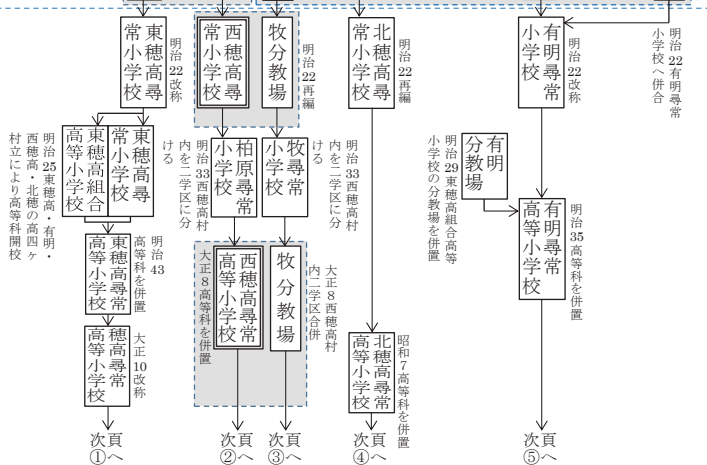 小学校へ併合
明治22有明尋常
有明尋常
小学校
明治22改称
有明
分教場
明治29東穂高組合高等
小学校の分教場を併置
有明尋常
高等小学校
明治35高等科を併置
次頁
⑤へ
北穂高尋
常小学校
明治22再編
北穂高尋常
高等小学校
昭和7高等科を併置
次頁
④へ
牧分教場
明治22再編
牧尋常
小学校
明治33西穂高村
内を二学区に分
ける
牧分教場
大正8西穂高村
内二学区合併
次頁
③へ
西穂高尋
常小学校
柏原尋常
小学校
明治33西穂高村
内を二学区に分
ける
西穂高尋常
高等小学校
大正8高等科を併置
次頁
②へ
東穂高尋
常小学校
明治22改称
東穂高尋
常小学校
東穂高組合
高等小学校
明治25東穂高・有明・
西穂高・北穂の高四ヶ
村立により高等科開校
東穂高尋常
高等小学校
明治43
高等科を併置
穂高尋常
高等小学校
大正10改称
次頁
①へ